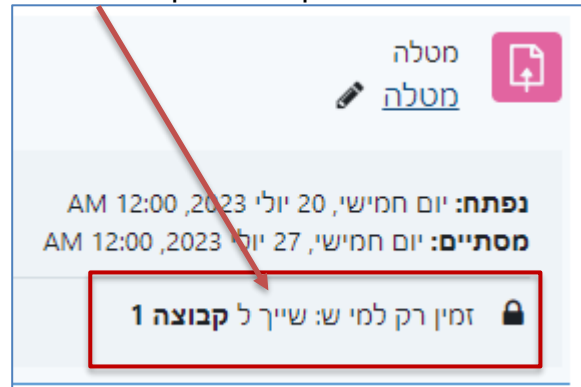 מטלה
מטלה
נפתח: יום חמישי, 20 יולי 2023, 12:00 AM
מסתיים: יום חמישי, 27 יולי 2023, 12:00 AM
זמין רק למי ש: שייך ל קבוצה 1